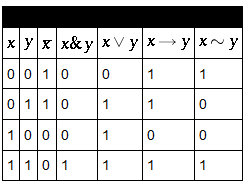 x y x̅ x&y x ∨ y x → y x ∼ y
0 0 1 0 0 1 1
0 1 1 0 1 1 0
1 0 0 0 1 0 0
1 1 0 1 1 1 1